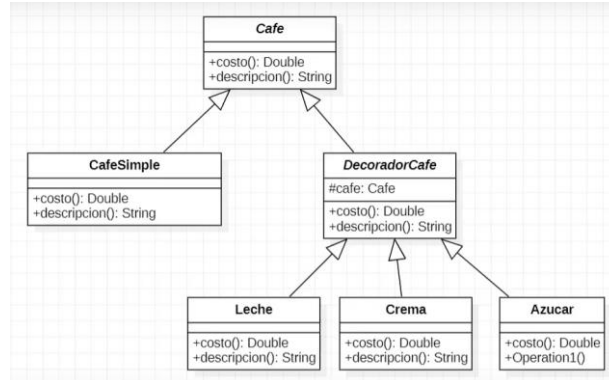 Cafe
+costo(): Double
+descripcion(): String
CafeSimple
+costo(): Double
+descripcion(): String
DecoradorCafe
#cafe: Cafe
+costo(): Double
+descripcion(): String
Leche
+costo(): Double
+descripcion(): String
Crema
+costo(): Double
+descripcion(): String
Azucar
+costo(): Double
+Operation1()